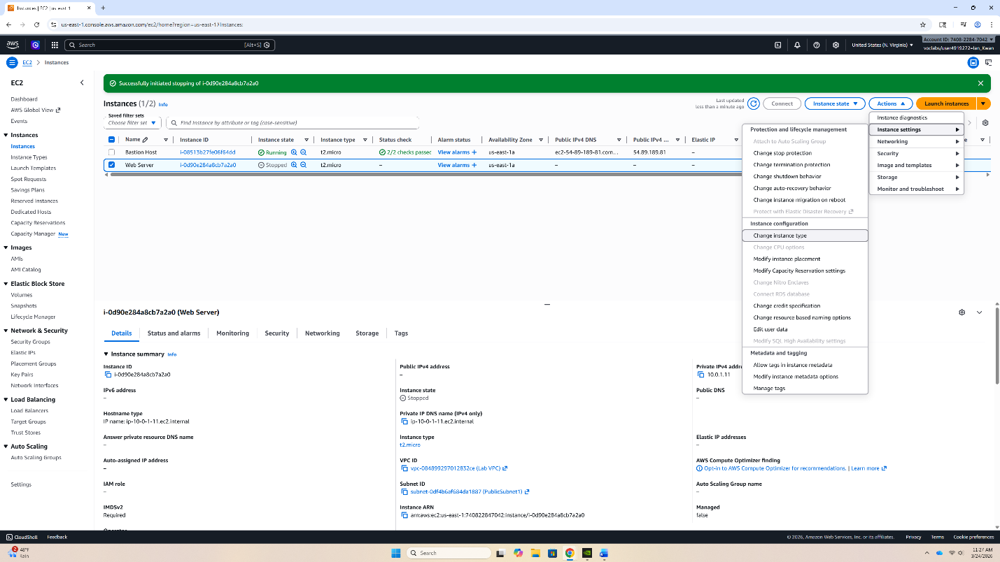 Instances | EC2 | us-east-1
us-east-1.console.aws.amazon.com/ec2/home?region=us-east-1#Instances:
aws
Search
[Alt+S]
United States (N. Virginia)
Account ID: 7408-2284-7042
voclabs/user4919272=Ian_Kwan
EC2
Instances
EC2
Dashboard
AWS Global View
Events
Instances
Instances
Instance Types
Launch Templates
Spot Requests
Savings Plans
Reserved Instances
Dedicated Hosts
Capacity Reservations
Capacity Manager New
Images
AMIs
AMI Catalog
Elastic Block Store
Volumes
Snapshots
Lifecycle Manager
Network & Security
Security Groups
Elastic IPs
Placement Groups
Key Pairs
Network Interfaces
Load Balancing
Load Balancers
Target Groups
Trust Stores
Auto Scaling
Auto Scaling Groups
Settings
Successfully initiated stopping of i-0d90e284a8cb7a2a0
Instances (1/2) Info
Last updated
less than a minute ago
Connect
Instance state
Actions
Launch instances
Saved filter sets
Choose filter set
Find Instance by attribute or tag (case-sensitive)
Name Instance ID Instance state Instance type Status check Alarm status Availability Zone Public IPv4 DNS Public IPv4 ... Elastic IP
Bastion Host i-08513b27fe06f64dd Running t2.micro 2/2 checks passec View alarms + us-east-1a ec2-54-89-189-81.com... 54.89.189.81 –
Web Server i-0d90e284a8cb7a2a0 Stopped t2.micro – View alarms + us-east-1a – – –
Instance diagnostics
Instance settings
Networking
Security
Image and templates
Storage
Monitor and troubleshoot
Protection and lifecycle management
Attach to Auto Scaling Group
Change stop protection
Change termination protection
Change shutdown behavior
Change auto-recovery behavior
Change instance migration on reboot
Protect with Elastic Disaster Recovery
Instance configuration
Change instance type
Change CPU options
Modify instance placement
Modify Capacity Reservation settings
Change Nitro Enclaves
Connect RDS database
Change credit specification
Change resource based naming options
Edit user data
Modify SQL High Availability settings
Metadata and tagging
Allow tags in instance metadata
Modify instance metadata options
Manage tags
i-0d90e284a8cb7a2a0 (Web Server)
Details
Status and alarms
Monitoring
Security
Networking
Storage
Tags
Instance summary Info
Instance ID
i-0d90e284a8cb7a2a0
IPv6 address
–
Hostname type
IP name: ip-10-0-1-11.ec2.internal
Answer private resource DNS name
–
Auto-assigned IP address
–
IAM role
–
IMDSv2
Required
Public IPv4 address
–
Instance state
Stopped
Private IP DNS name (IPv4 only)
ip-10-0-1-11.ec2.internal
Instance type
t2.micro
VPC ID
vpc-084899297012832ce (Lab VPC)
Subnet ID
subnet-0df4b6af684da1887 (PublicSubnet1)
Instance ARN
arn:aws:ec2:us-east-1:740822847042:instance/i-0d90e284a8cb7a2a0
Private IPv4 addre
10.0.1.11
Public DNS
–
Elastic IP addresses
–
AWS Compute Optimizer finding
Opt-in to AWS Compute Optimizer for recommendations. | Learn more
Auto Scaling Group name
–
Managed
false
CloudShell
Feedback
© 2026, Amazon Web Services, Inc. or its affiliates.
Privacy
Terms
Cookie preferences
2
48°F
Rain
Search
11:27 AM
3/24/2026